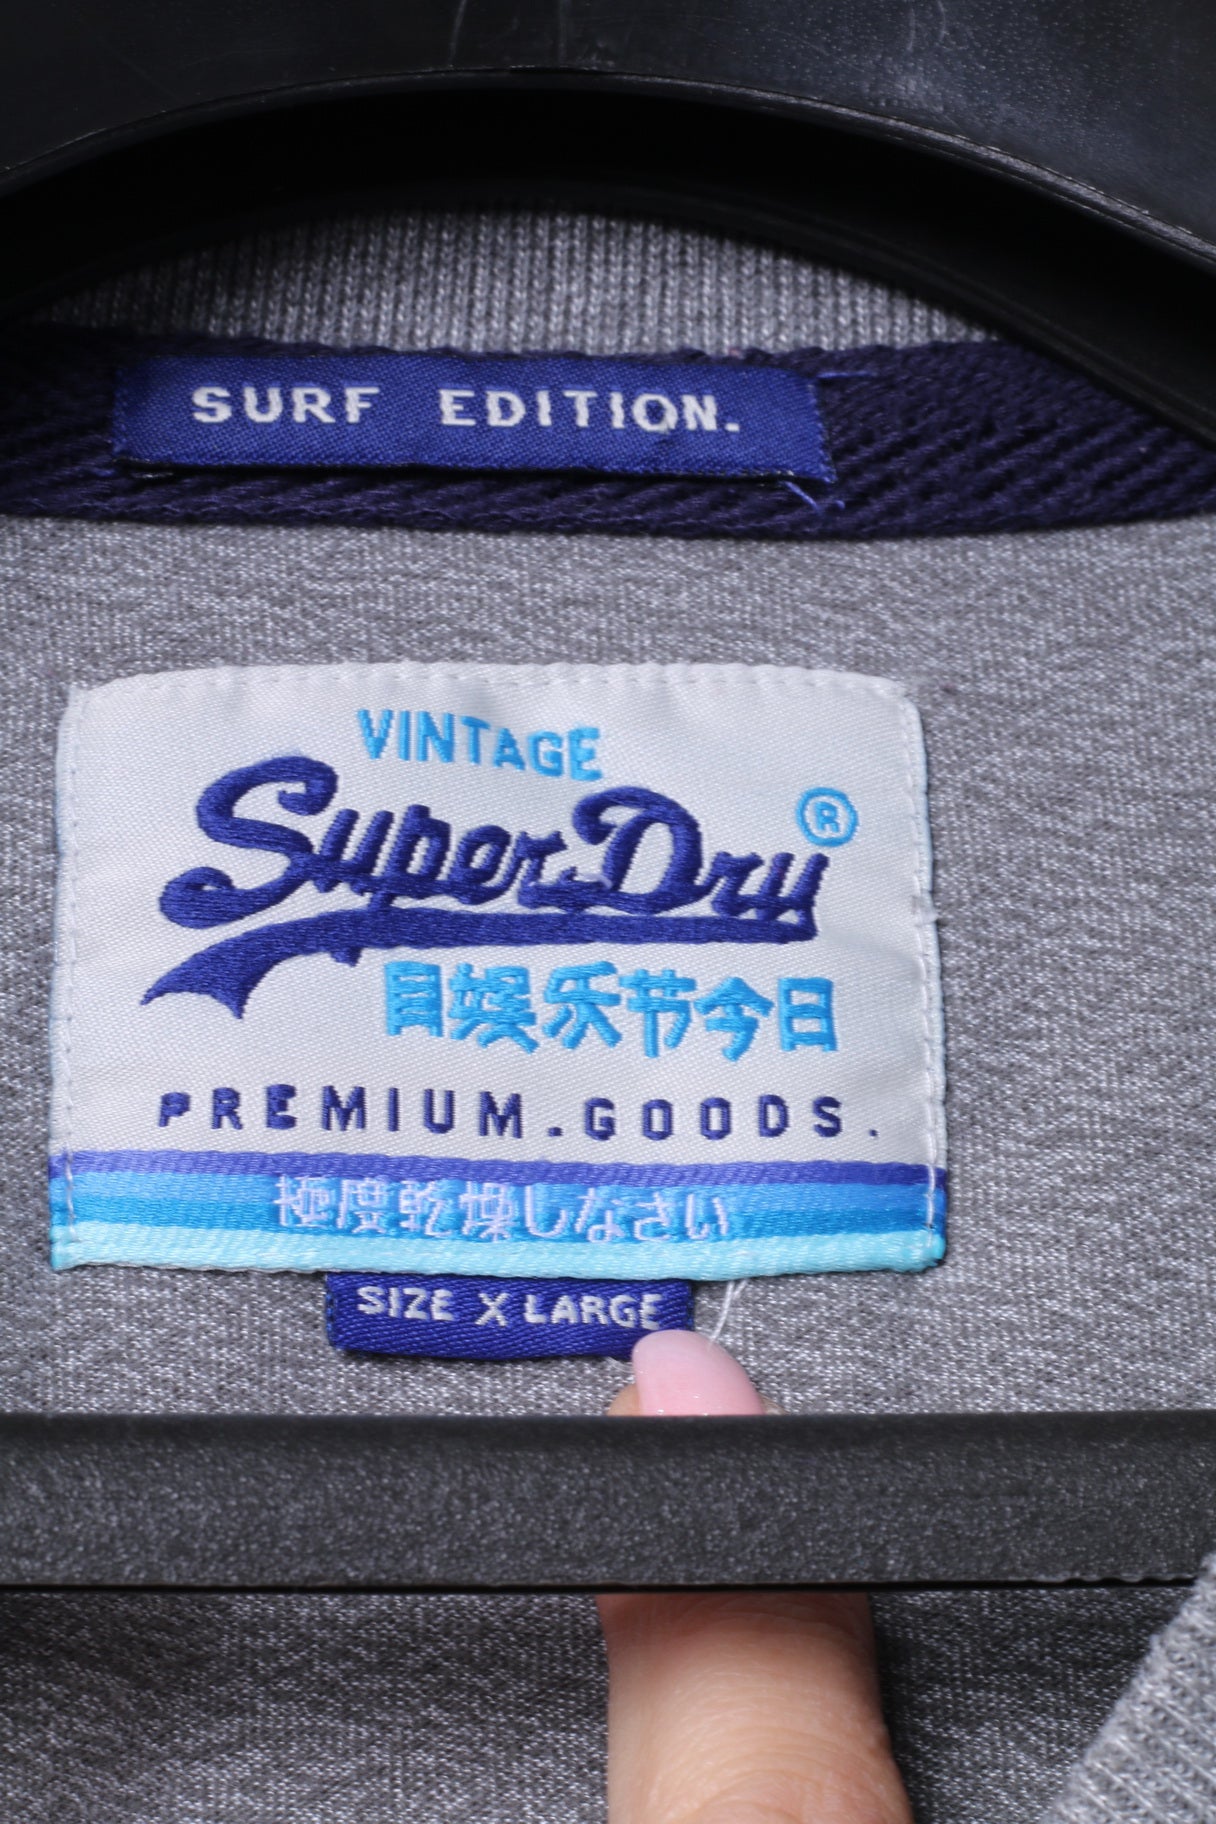 SURF EDITION.
VINTAGE
SuperDry ®
目娱乐节今日
PREMIUM.GOODS.
極度乾燥しなさい
SIZE X LARGE